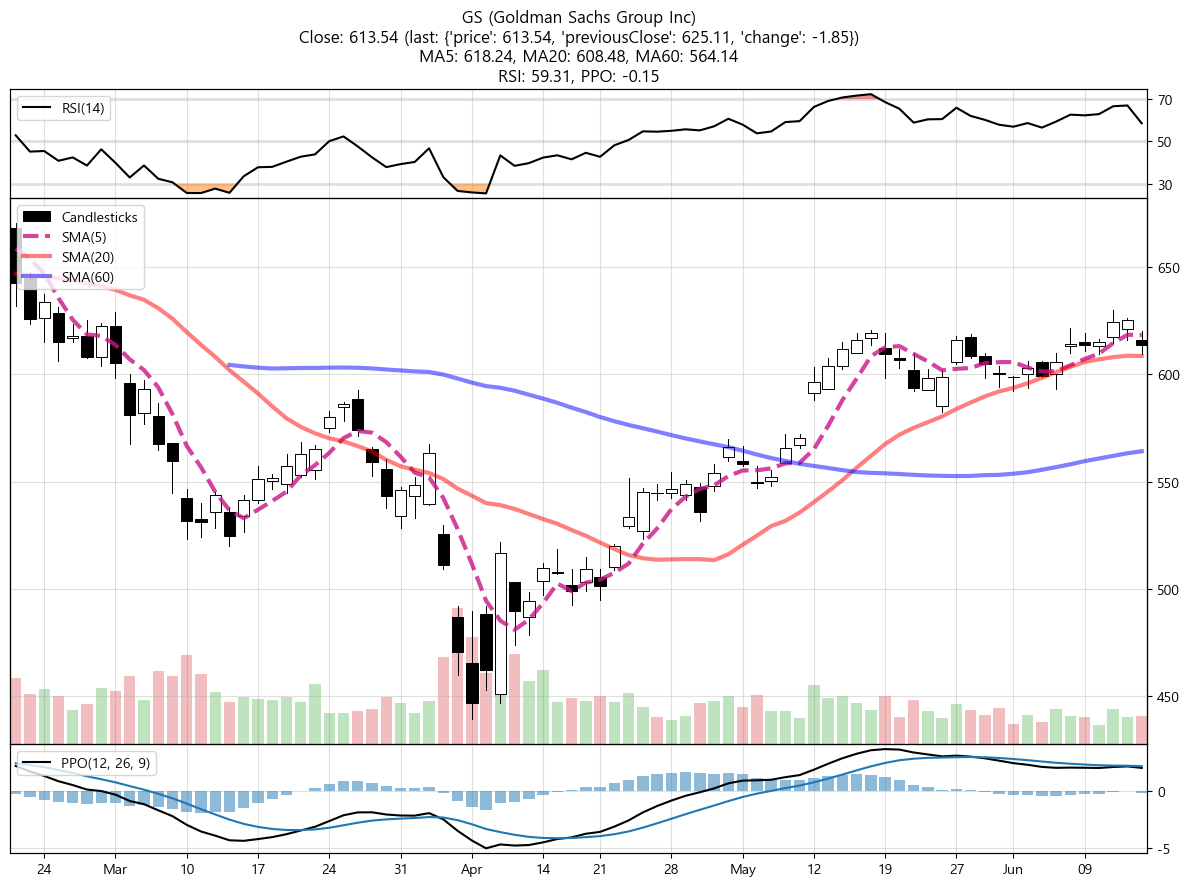 GS (Goldman Sachs Group Inc)
Close: 613.54 (last: {'price': 613.54, 'previousClose': 625.11, 'change': -1.85})
MA5: 618.24, MA20: 608.48, MA60: 564.14
RSI: 59.31, PPO: -0.15
RSI(14)
70
50
30
Candlesticks
SMA(5)
SMA(20)
SMA(60)
650
600
550
500
450
PPO(12, 26, 9)
0
-5
24 Mar 10 17 24 31 Apr 14 21 28 May 12 19 27 Jun 09